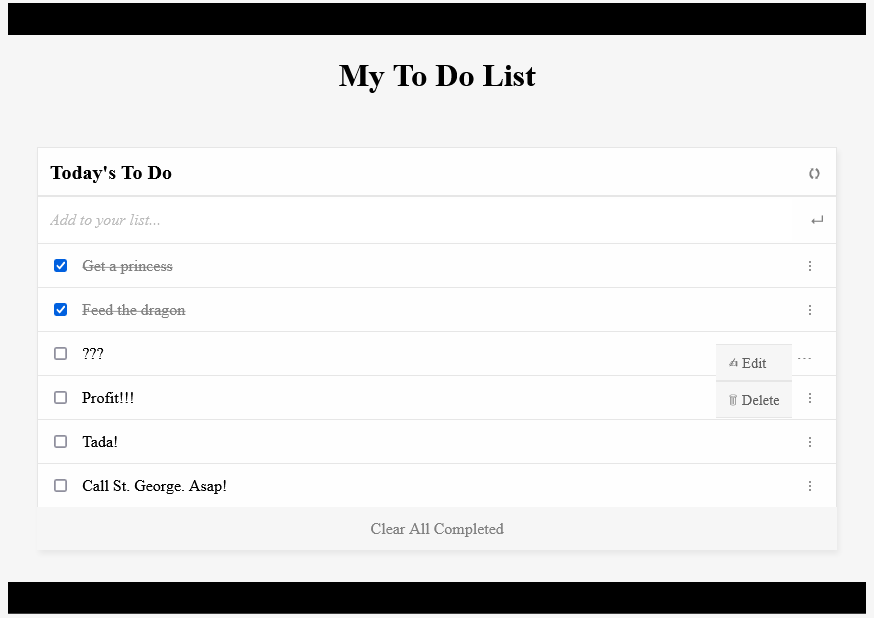 My To Do List
Today's To Do
Add to your list...
Get a princess
Feed the dragon
???
Edit
Profit!!!
Delete
Tada!
Call St. George. Asap!
Clear All Completed